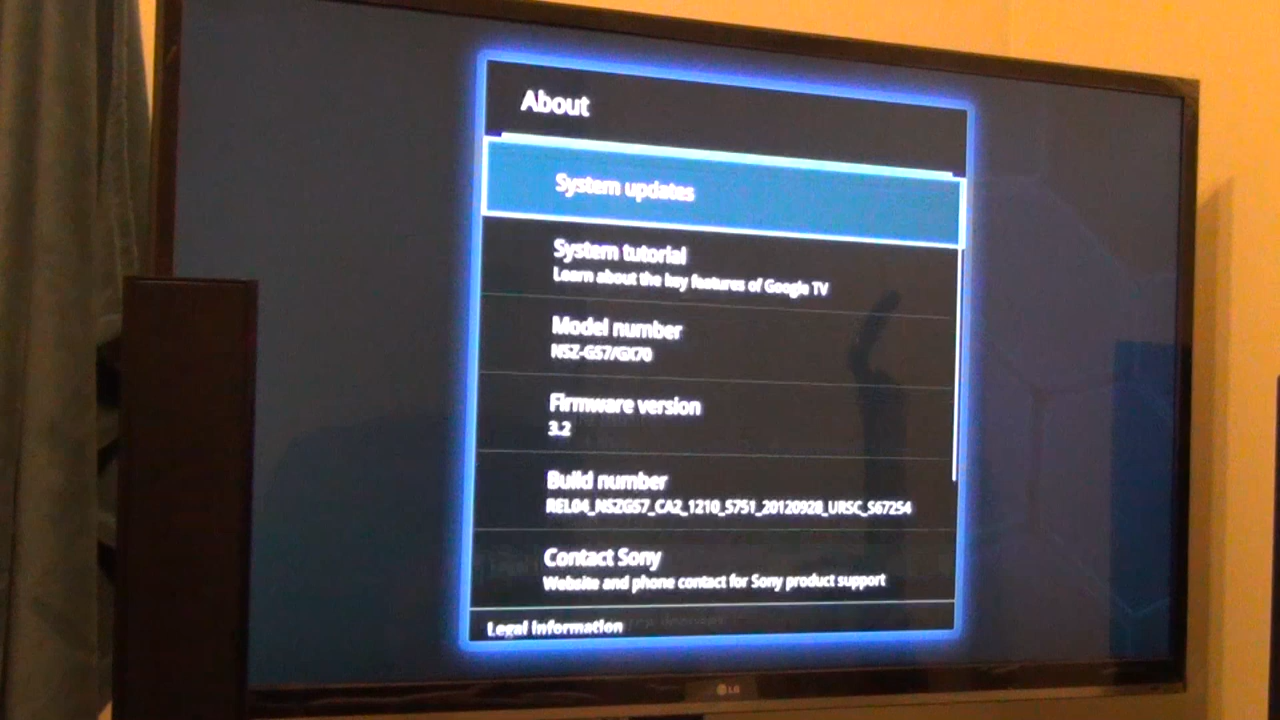 About
System updates
System tutorial
Learn about the key features of Google TV
Model number
NSZ-GS7/GX70
Firmware version
3.2
Build number
REL04_NSZGS7_CA2_1210_5751_20120928_URSC_S67254
Contact Sony
Website and phone contact for Sony product support
Legal information
LG